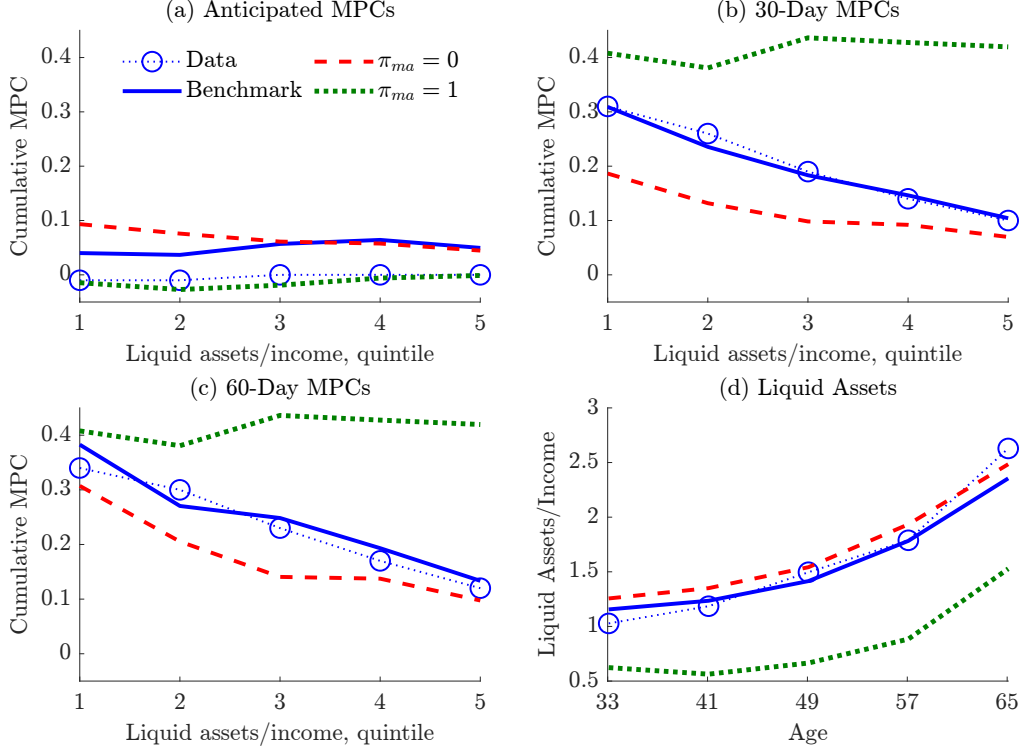 (a) Anticipated MPCs
Cumulative MPC
0.4
0.3
0.2
0.1
0
Data
Benchmark
π_ma = 0
π_ma = 1
1 2 3 4 5
Liquid assets/income, quintile
(b) 30-Day MPCs
Cumulative MPC
0.4
0.3
0.2
0.1
0
1 2 3 4 5
Liquid assets/income, quintile
(c) 60-Day MPCs
Cumulative MPC
0.4
0.3
0.2
0.1
0
1 2 3 4 5
Liquid assets/income, quintile
(d) Liquid Assets
Liquid Assets/Income
3
2.5
2
1.5
1
0.5
33 41 49 57 65
Age